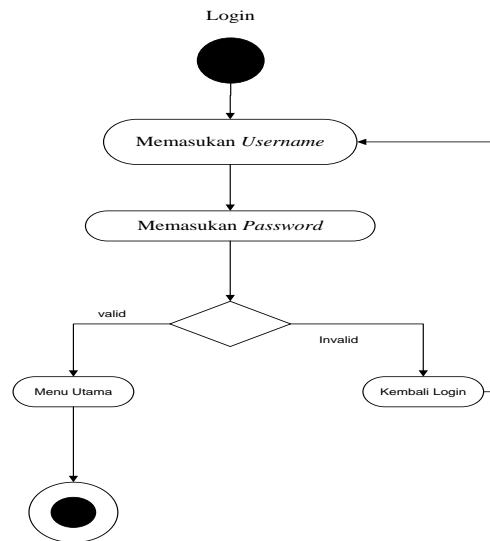 Login
Memasukan Username
Memasukan Password
valid
Invalid
Menu Utama
Kembali Login